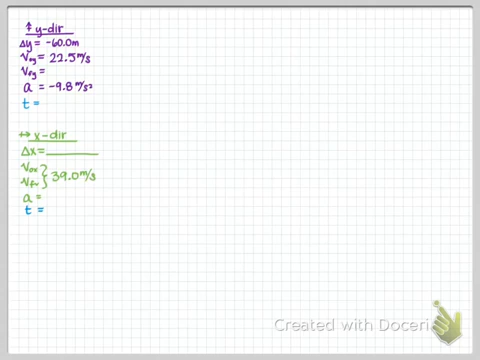 ↑ y-dir
Δy = -60.0m
Voy = 22.5m/s
Vfy =
a = -9.8m/s²
t =
↔ x-dir
Δx = ________
Vox
Vfx } 39.0m/s
a =
t =
Created with Doceri